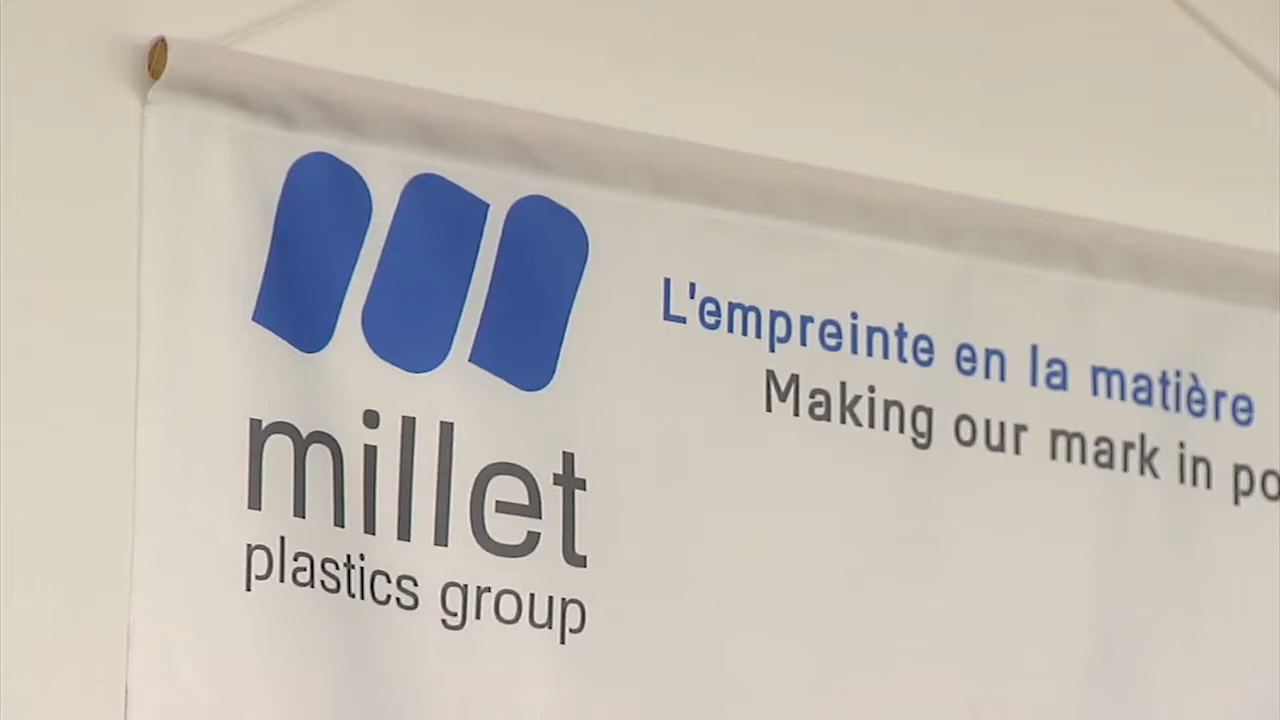 millet
plastics group
L'empreinte en la matière
Making our mark in